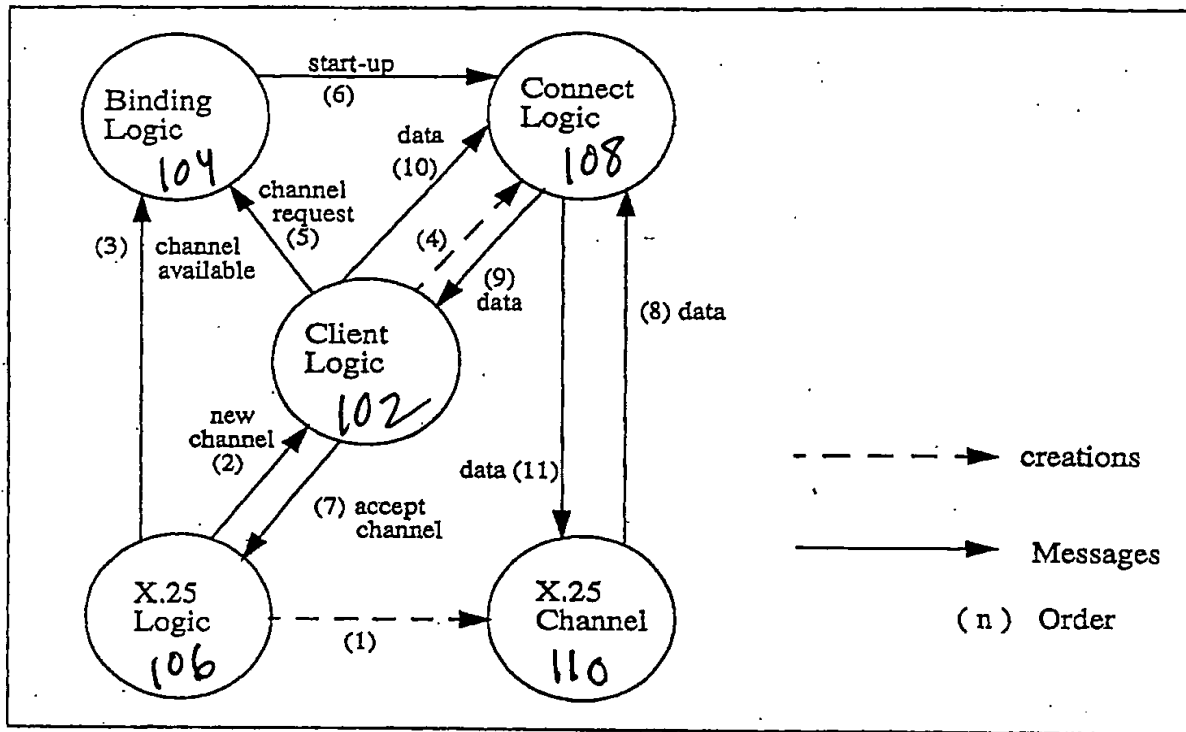 start-up
(6)
Binding
Logic
104
Connect
Logic
108
data
(10)
channel
request
(5)
(3)
channel
available
(4)
(9)
data
(8) data
Client
Logic
102
new
channel
(2)
data (11)
(7) accept
channel
creations
Messages
(n) Order
X.25
Logic
106
(1)
X.25
Channel
110